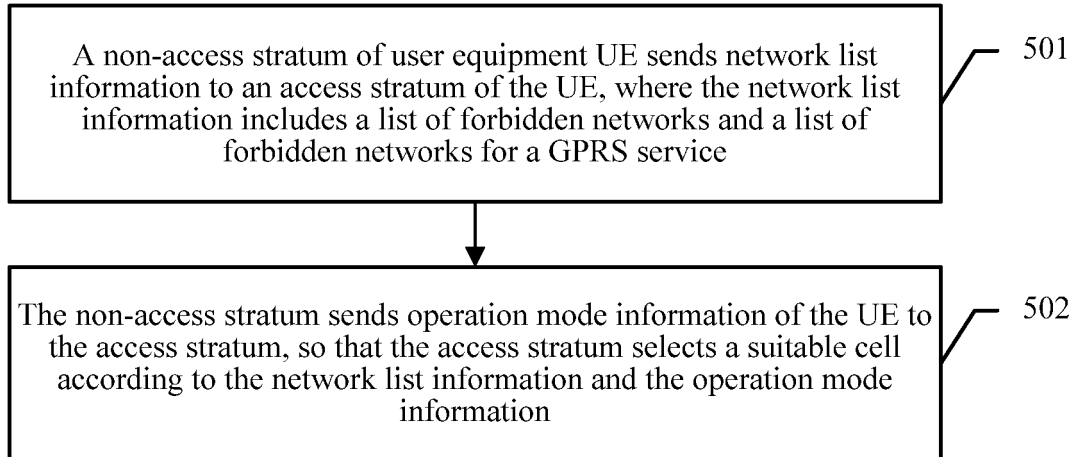 A non-access stratum of user equipment UE sends network list
information to an access stratum of the UE, where the network list
information includes a list of forbidden networks and a list of
forbidden networks for a GPRS service
501
The non-access stratum sends operation mode information of the UE to
the access stratum, so that the access stratum selects a suitable cell
according to the network list information and the operation mode
information
502